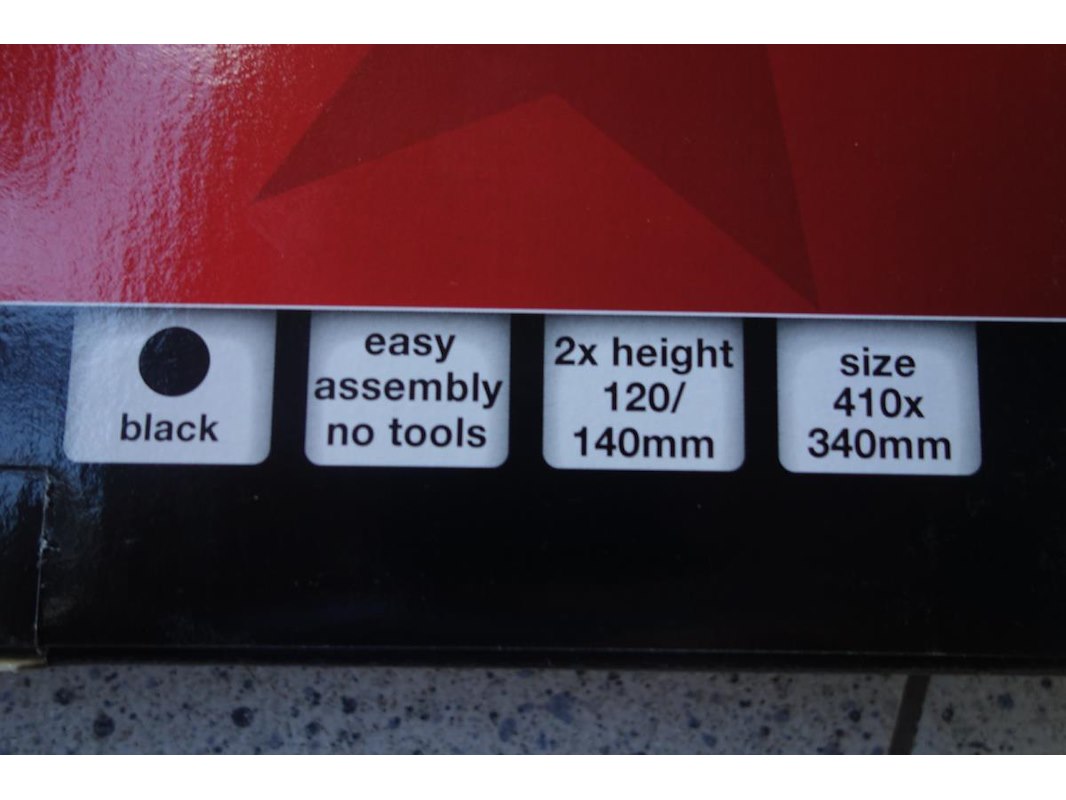 black
easy
assembly
no tools
2x height
120/
140mm
size
410x
340mm